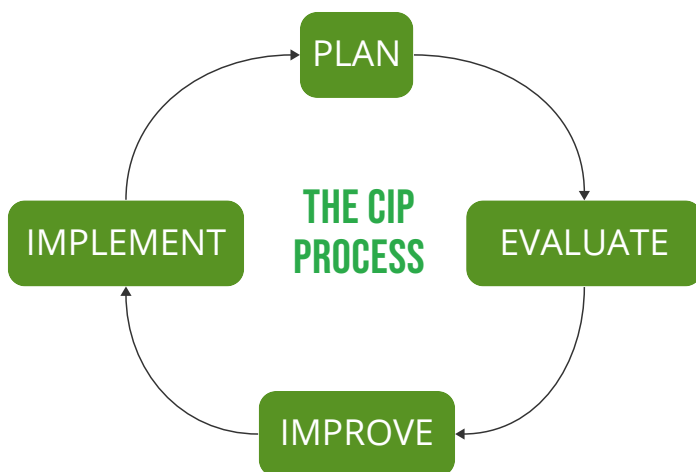 PLAN
THE CIP
PROCESS
IMPLEMENT
EVALUATE
IMPROVE